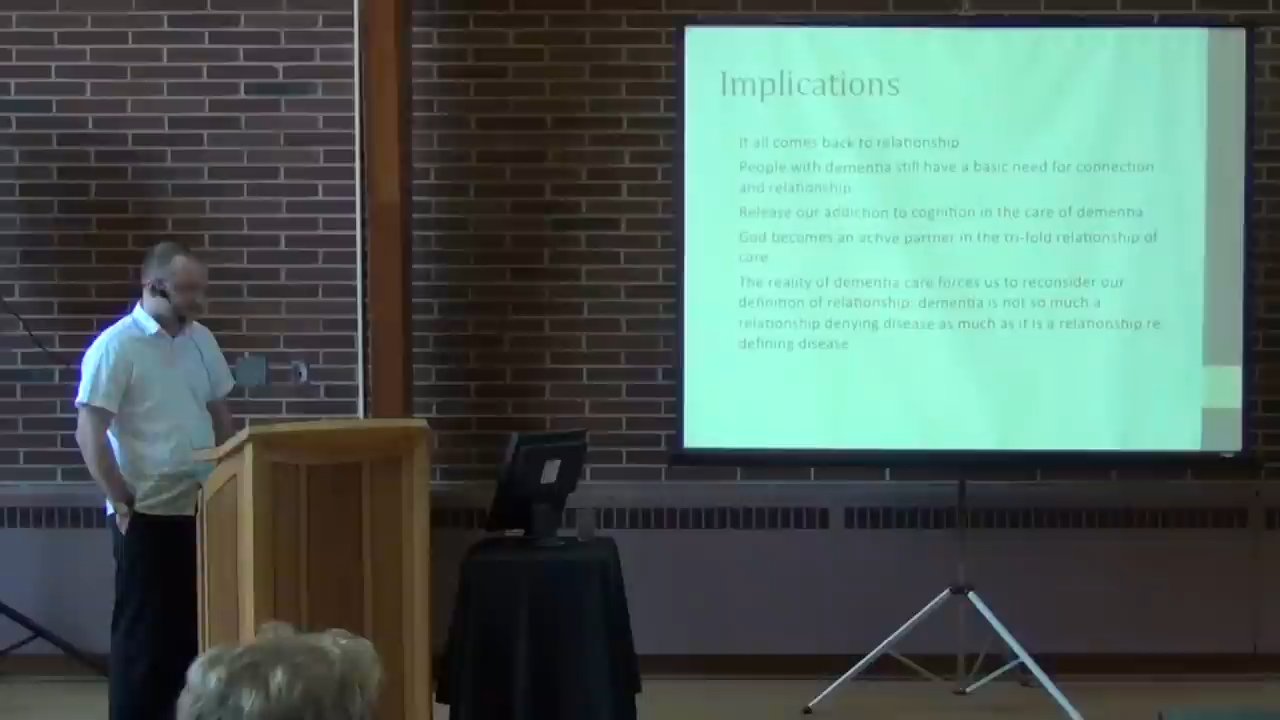 Implications
It all comes back to relationship
People with dementia still have a basic need for connection
and relationship
Release our addiction to cognition in the care of dementia
God becomes an active partner in the tri-fold relationship of
care
The reality of dementia care forces us to reconsider our
definition of relationship: dementia is not so much a
relationship denying disease as much as it is a relationship re
defining disease